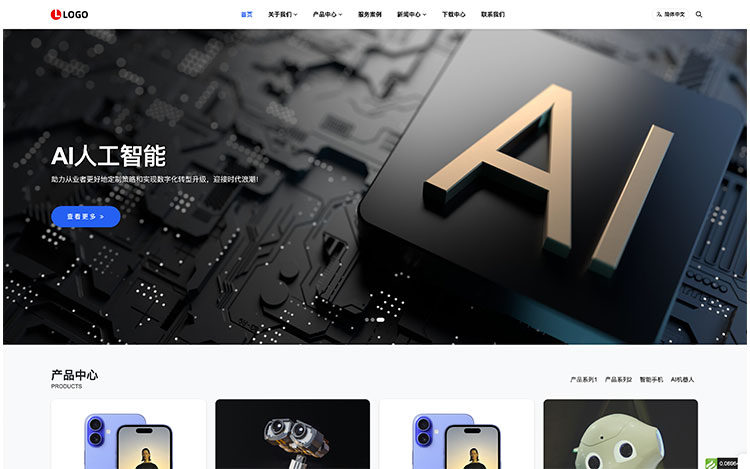 LOGO
首页 关于我们 产品中心 服务案例 新闻中心 下载中心 联系我们 简体中文
AI
AI人工智能
助力从业者更好地定制策略和实现数字化转型升级，迎接时代浪潮！
查看更多 >
产品中心
PRODUCTS
产品系列1 产品系列2 智能手机 AI机器人